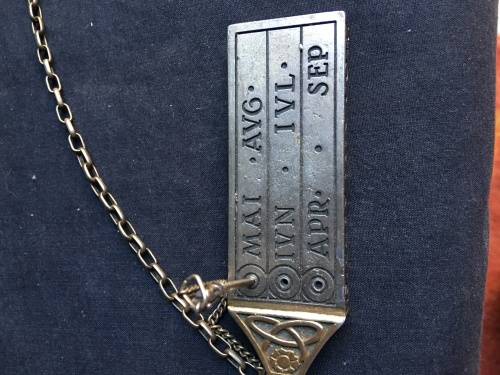 MAI · AVG ·
IVN · IVL ·
APR · · SEP